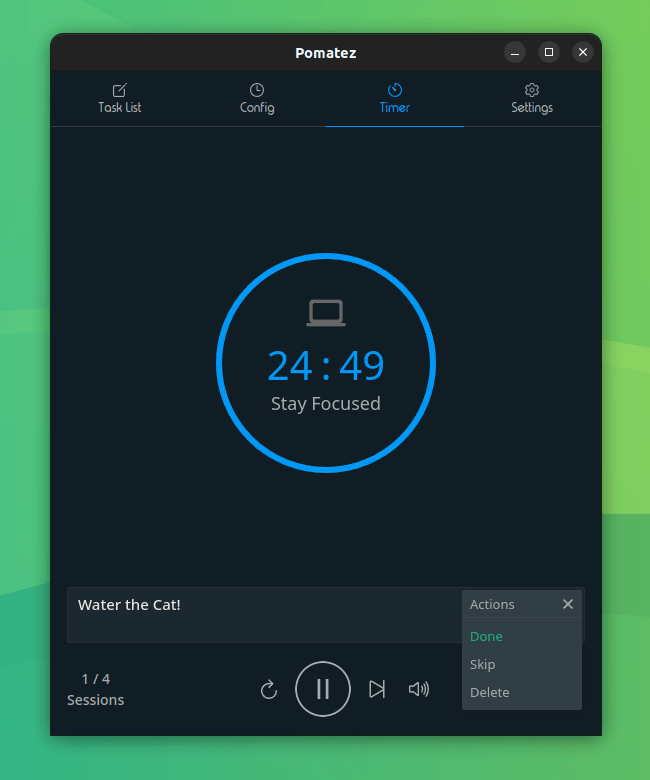 Pomatez
Task List
Config
Timer
Settings
24 : 49
Stay Focused
Water the Cat!
Actions
Done
Skip
Delete
1 / 4
Sessions